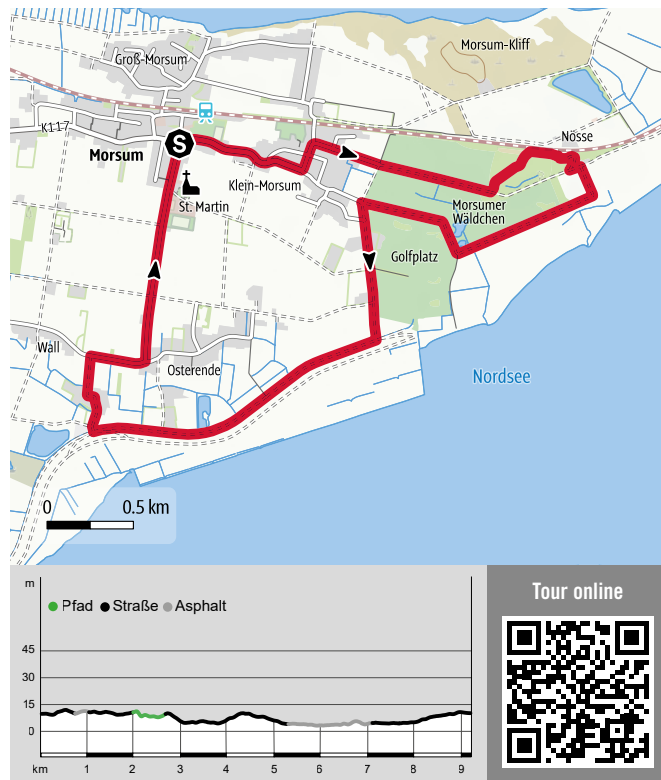 Morsum-Kliff
Groß-Morsum
K117
Nösse
S
Morsum
Klein-Morsum
St. Martin
Morsumer
Wäldchen
Golfplatz
Wall
Osterende
Nordsee
0 0.5 km
m
Pfad Straße Asphalt
45
30
15
0
km 1 2 3 4 5 6 7 8 9
Tour online